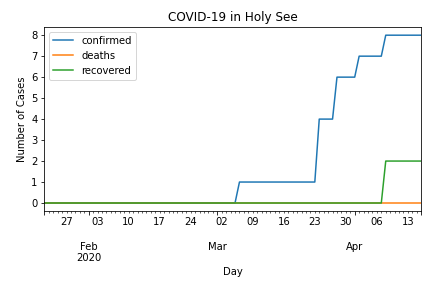 COVID-19 in Holy See
confirmed
deaths
recovered
Number of Cases
8
7
6
5
4
3
2
1
0
27 03 10 17 24 02 09 16 23 30 06 13
Feb Mar Apr
2020
Day